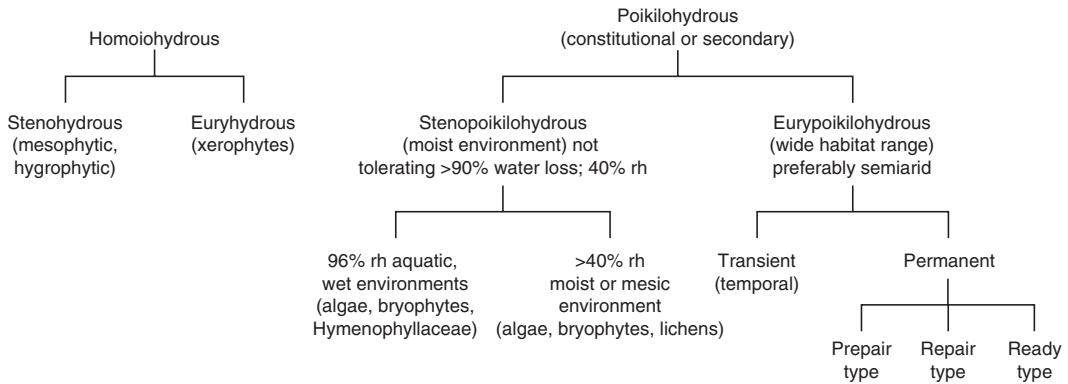 Homoiohydrous
Stenohydrous
(mesophytic,
hygrophytic)
Euryhydrous
(xerophytes)
Poikilohydrous
(constitutional or secondary)
Stenopoikilohydrous
(moist environment) not
tolerating >90% water loss; 40% rh
96% rh aquatic,
wet environments
(algae, bryophytes,
Hymenophyllaceae)
>40% rh
moist or mesic
environment
(algae, bryophytes, lichens)
Eurypoikilohydrous
(wide habitat range)
preferably semiarid
Transient
(temporal)
Permanent
Prepair
type
Repair
type
Ready
type